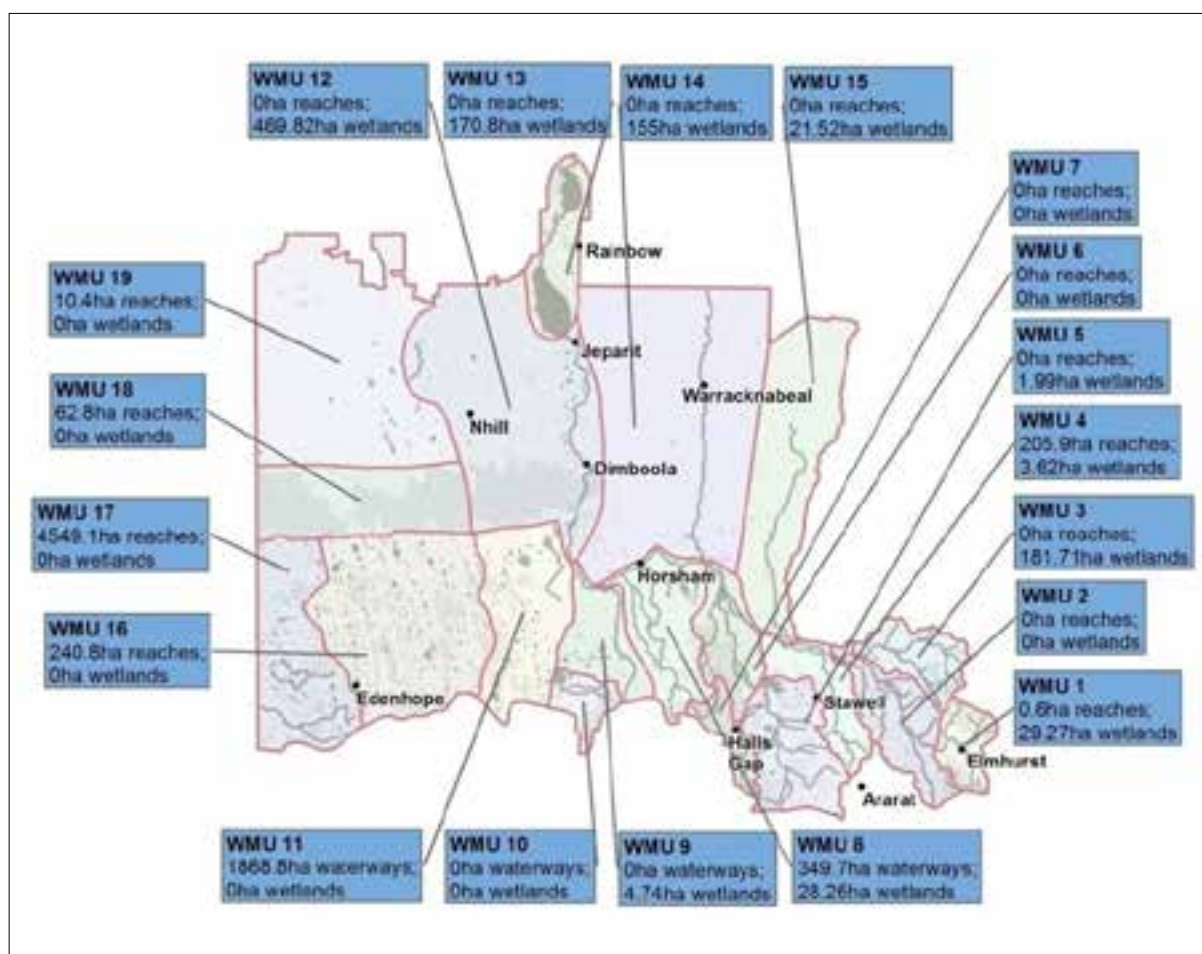 WMU 12
0ha reaches;
469.82ha wetlands
WMU 13
0ha reaches;
170.8ha wetlands
WMU 14
0ha reaches;
155ha wetlands
WMU 15
0ha reaches;
21.52ha wetlands
WMU 7
0ha reaches;
0ha wetlands
WMU 6
0ha reaches;
0ha wetlands
WMU 5
0ha reaches;
1.99ha wetlands
WMU 4
205.9ha reaches;
3.62ha wetlands
WMU 3
0ha reaches;
181.71ha wetlands
WMU 2
0ha reaches;
0ha wetlands
WMU 1
0.6ha reaches;
29.27ha wetlands
WMU 19
10.4ha reaches;
0ha wetlands
WMU 18
62.8ha reaches;
0ha wetlands
WMU 17
4549.1ha reaches;
0ha wetlands
WMU 16
240.8ha reaches;
0ha wetlands
Rainbow
Jeparit
Warracknabeal
Nhill
Dimboola
Horsham
Edenhope
Stawell
Halls
Gap
Elmhurst
Ararat
WMU 11
1868.8ha waterways;
0ha wetlands
WMU 10
0ha waterways;
0ha wetlands
WMU 9
0ha waterways;
4.74ha wetlands
WMU 8
349.7ha waterways;
28.26ha wetlands